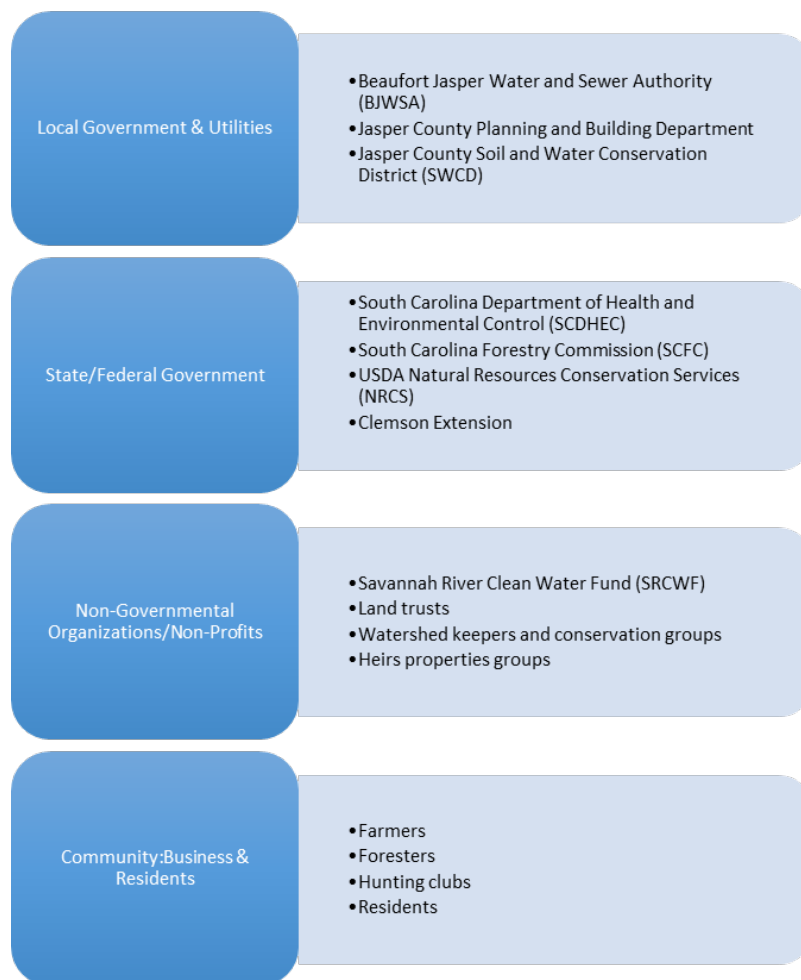 Local Government & Utilities
•Beaufort Jasper Water and Sewer Authority
(BJWSA)
•Jasper County Planning and Building Department
•Jasper County Soil and Water Conservation
District (SWCD)
State/Federal Government
•South Carolina Department of Health and
Environmental Control (SCDHEC)
•South Carolina Forestry Commission (SCFC)
•USDA Natural Resources Conservation Services
(NRCS)
•Clemson Extension
Non-Governmental
Organizations/Non-Profits
•Savannah River Clean Water Fund (SRCWF)
•Land trusts
•Watershed keepers and conservation groups
•Heirs properties groups
Community:Business &
Residents
•Farmers
•Foresters
•Hunting clubs
•Residents